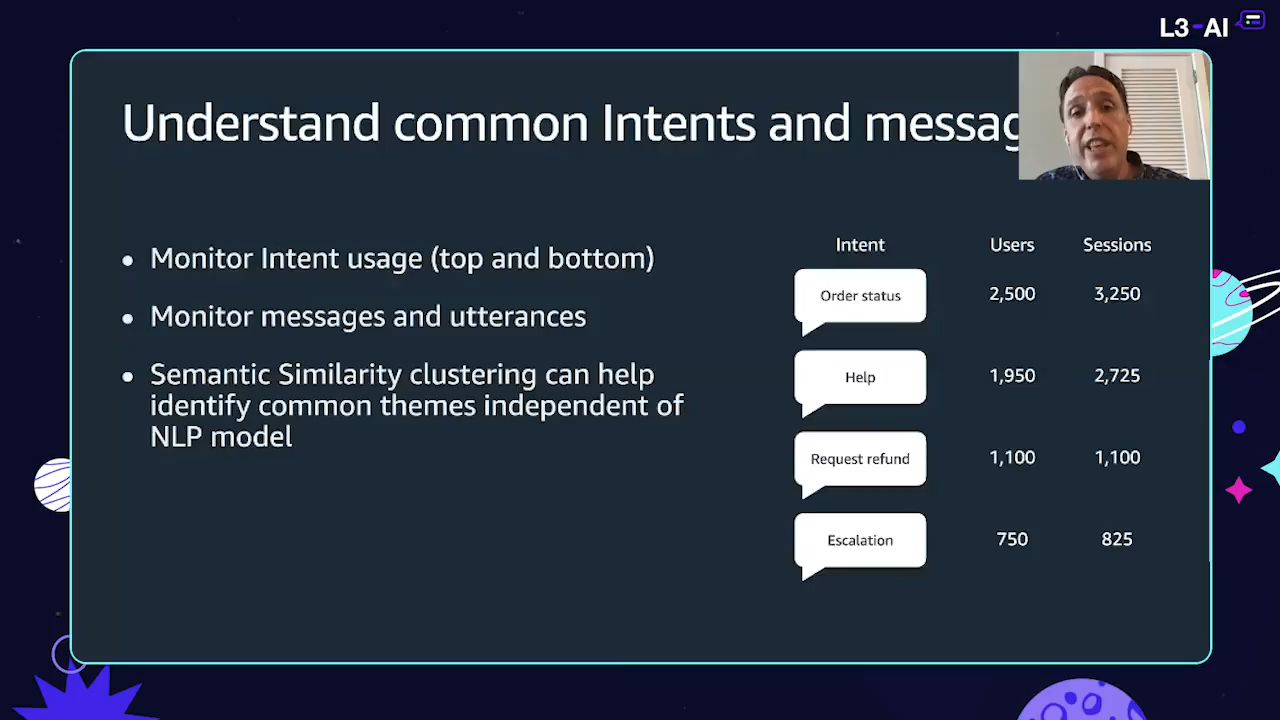 L3-AI
Understand common Intents and messag
• Monitor Intent usage (top and bottom)
• Monitor messages and utterances
• Semantic Similarity clustering can help
identify common themes independent of
NLP model
Intent Users Sessions
Order status 2,500 3,250
Help 1,950 2,725
Request refund 1,100 1,100
Escalation 750 825